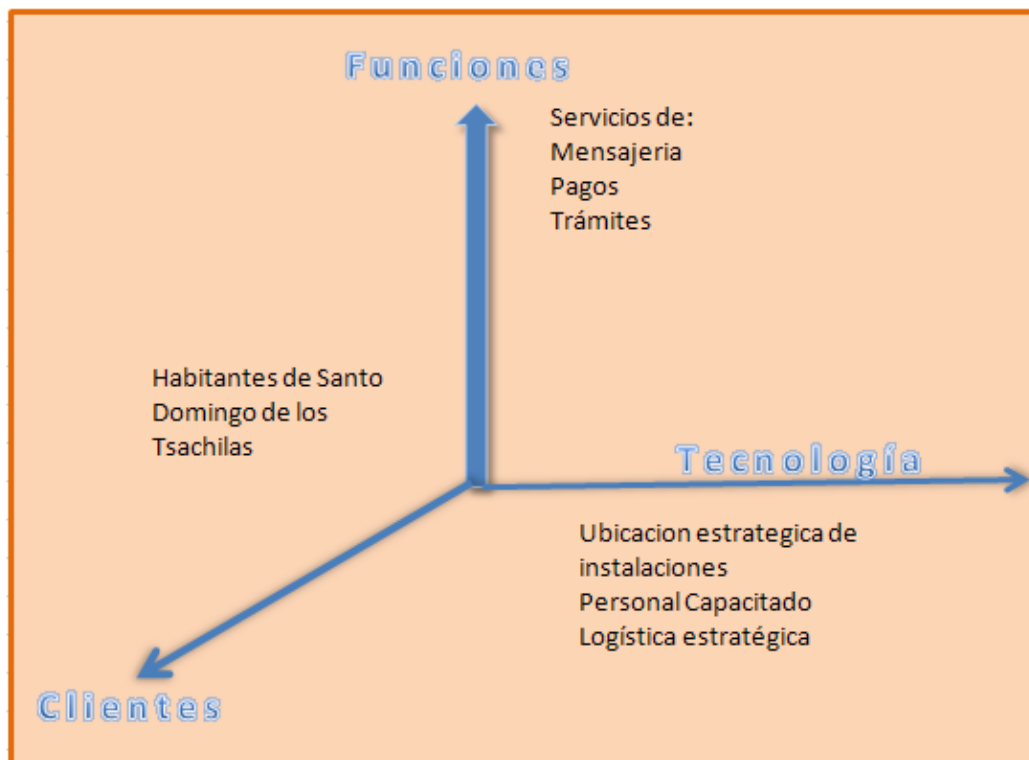 Funciones
Servicios de:
Mensajeria
Pagos
Trámites
Habitantes de Santo
Domingo de los
Tsachilas
Tecnología
Ubicacion estrategica de
instalaciones
Personal Capacitado
Logística estratégica
Clientes